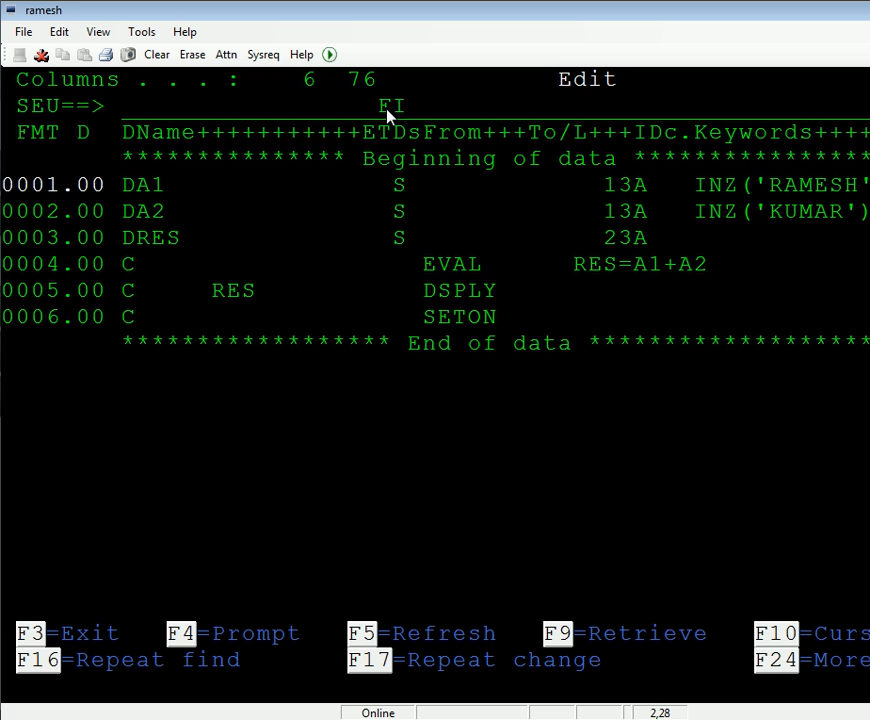 ramesh
File Edit View Tools Help
Clear Erase Attn Sysreq Help
Columns . . . : 6 76 Edit
SEU==> FI
FMT D DName+++++++++++ETDsFrom+++To/L+++IDc.Keywords++++
*************** Beginning of data ****************
0001.00 DA1 S 13A INZ('RAMESH'
0002.00 DA2 S 13A INZ('KUMAR')
0003.00 DRES S 23A
0004.00 C EVAL RES=A1+A2
0005.00 C RES DSPLY
0006.00 C SETON
****************** End of data *******************
F3=Exit F4=Prompt F5=Refresh F9=Retrieve F10=Curs
F16=Repeat find F17=Repeat change F24=More
Online 2,28